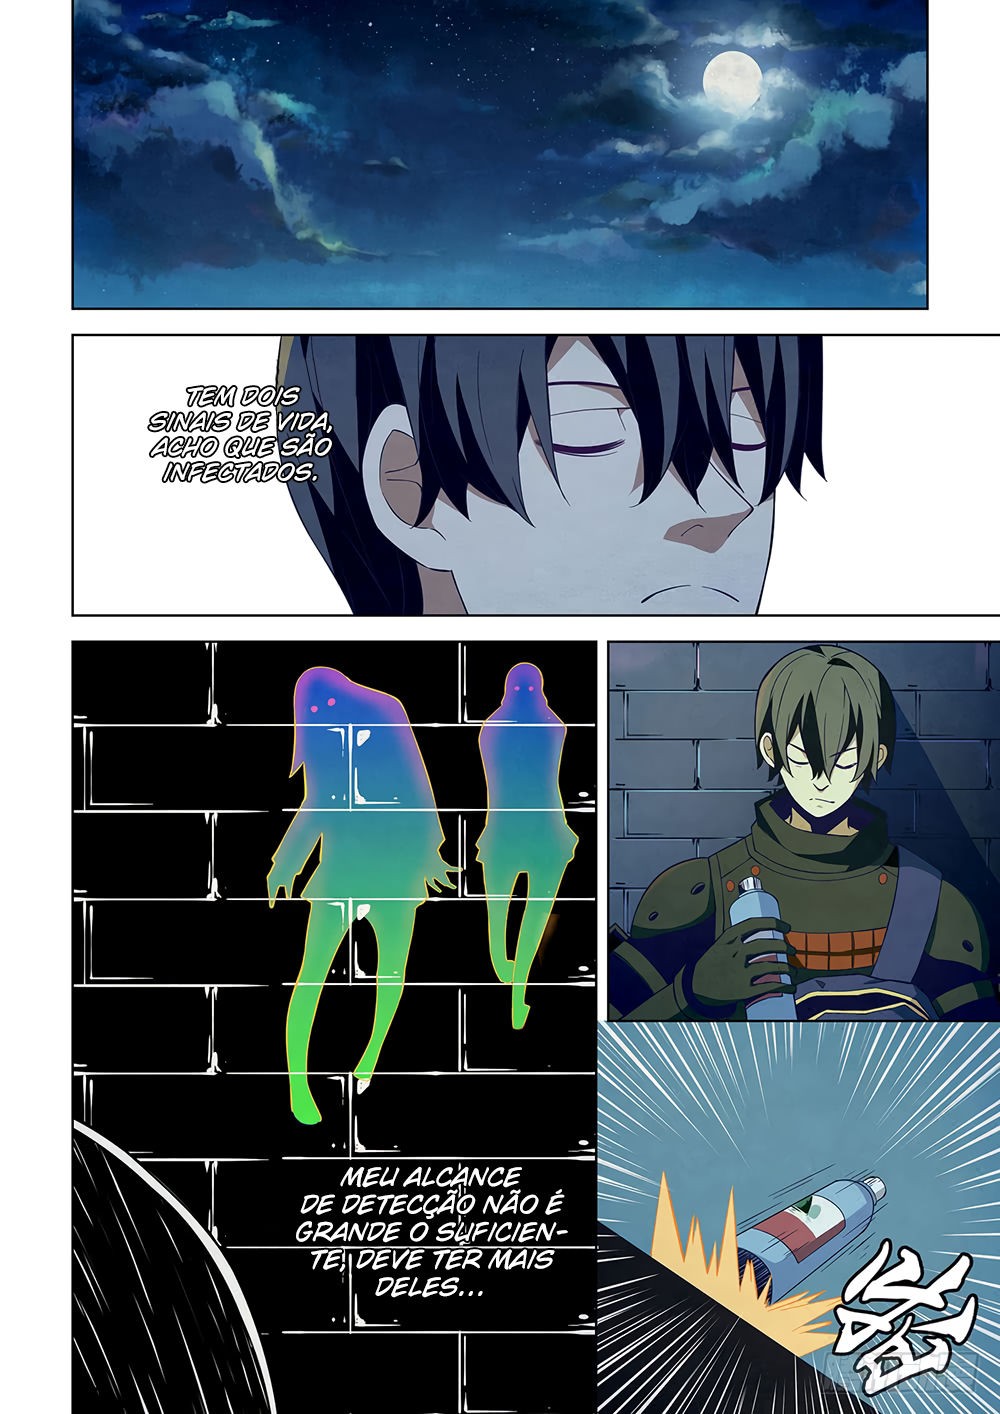 TEM DOIS
SINAIS DE VIDA,
ACHO QUE SÃO
INFECTADOS.
MEU ALCANCE
DE DETECÇÃO NÃO É
GRANDE O SUFICIEN-
TE, DEVE TER MAIS
DELES...